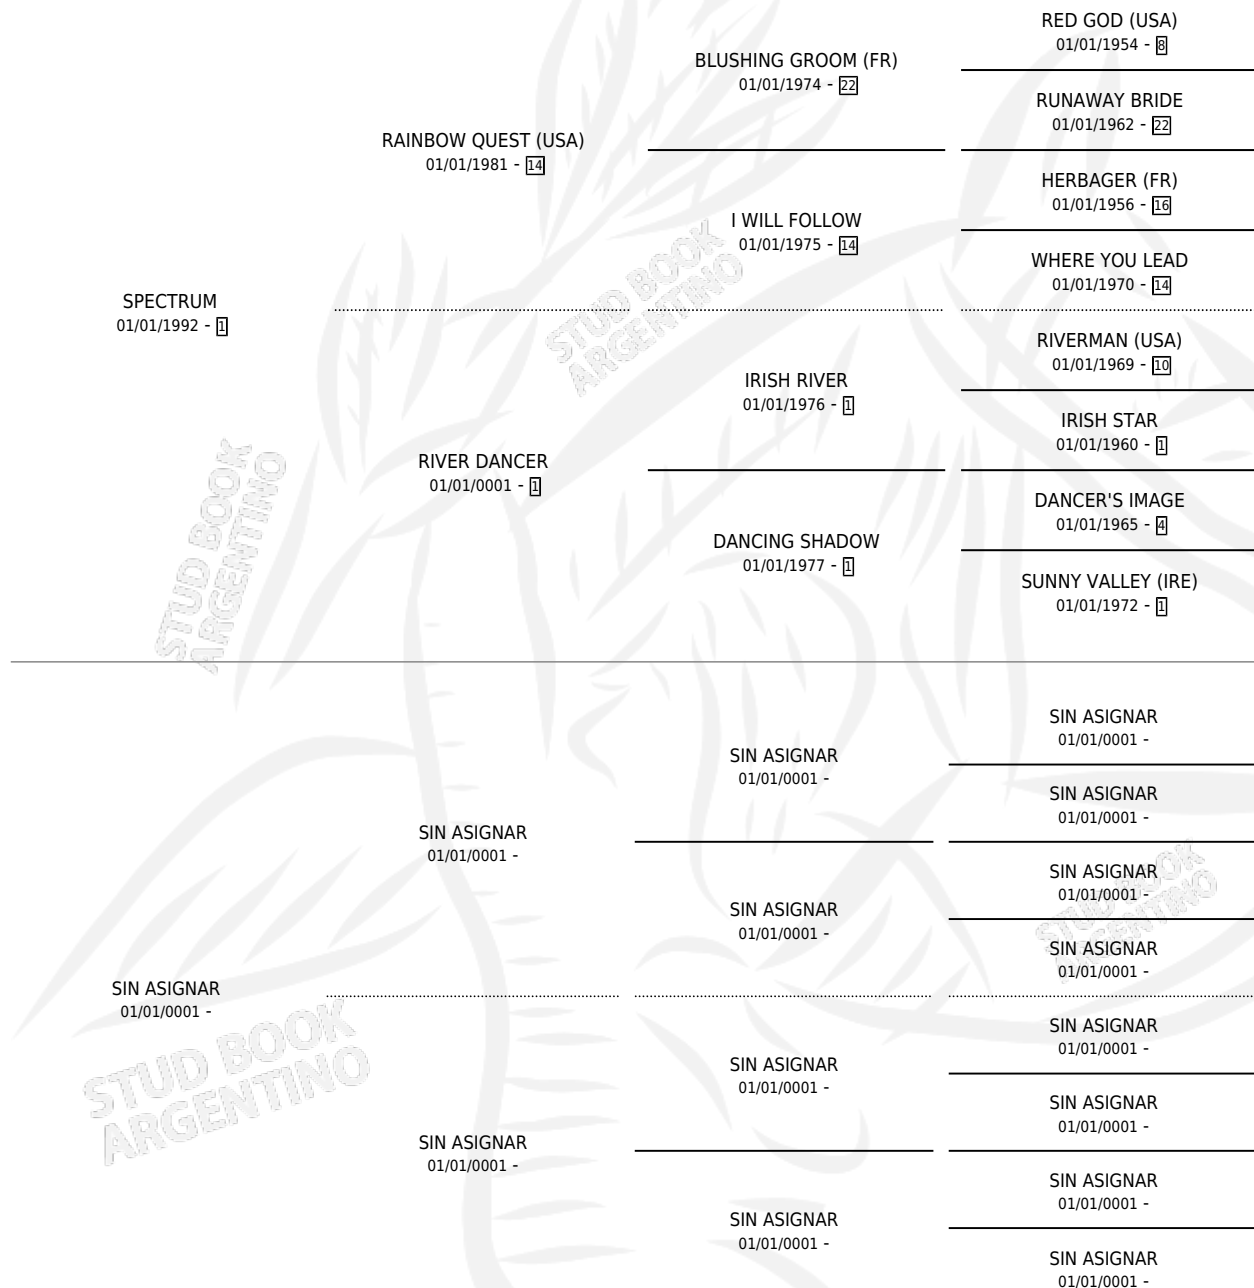 RED GOD (USA)
01/01/1954 - 8
BLUSHING GROOM (FR)
01/01/1974 - 22
RUNAWAY BRIDE
01/01/1962 - 22
RAINBOW QUEST (USA)
01/01/1981 - 14
HERBAGER (FR)
01/01/1956 - 16
I WILL FOLLOW
01/01/1975 - 14
WHERE YOU LEAD
01/01/1970 - 14
SPECTRUM
01/01/1992 - 1
STUD BOOK
ARGENTINO
RIVERMAN (USA)
01/01/1969 - 10
IRISH RIVER
01/01/1976 - 1
IRISH STAR
01/01/1960 - 1
RIVER DANCER
01/01/0001 - 1
DANCER'S IMAGE
01/01/1965 - 4
DANCING SHADOW
01/01/1977 - 1
SUNNY VALLEY (IRE)
01/01/1972 - 1
STUD BOOK
ARGENTINO
SIN ASIGNAR
01/01/0001 -
SIN ASIGNAR
01/01/0001 -
SIN ASIGNAR
01/01/0001 -
SIN ASIGNAR
01/01/0001 -
SIN ASIGNAR
01/01/0001 -
SIN ASIGNAR
01/01/0001 -
SIN ASIGNAR
01/01/0001 -
STUD BOOK
ARGENTINO
SIN ASIGNAR
01/01/0001 -
SIN ASIGNAR
01/01/0001 -
SIN ASIGNAR
01/01/0001 -
SIN ASIGNAR
01/01/0001 -
STUD BOOK
ARGENTINO
SIN ASIGNAR
01/01/0001 -
SIN ASIGNAR
01/01/0001 -
SIN ASIGNAR
01/01/0001 -
SIN ASIGNAR
01/01/0001 -